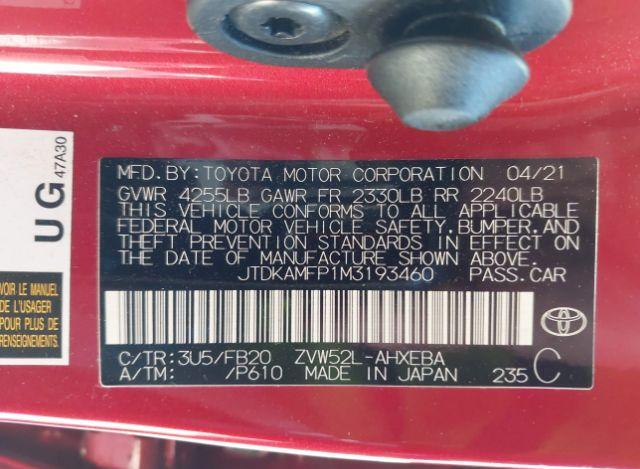 UG 47A30
VOIR LE MANUEL
DE L'USAGER
POUR PLUS DE
MFD.BY:TOYOTA MOTOR CORPORATION 04/21
GVWR 4255LB GAWR FR 2330LB RR 2240LB
THIS VEHICLE CONFORMS TO ALL APPLICABLE
FEDERAL MOTOR VEHICLE SAFETY,BUMPER,AND
THEFT PREVENTION STANDARDS IN EFFECT ON
THE DATE OF MANUFACTURE SHOWN ABOVE.
JTDKAMFP1M3193460 PASS.CAR
C/TR:3U5/FB20 ZVW52L-AHXEBA
A/TM: /P610 MADE IN JAPAN 235 C